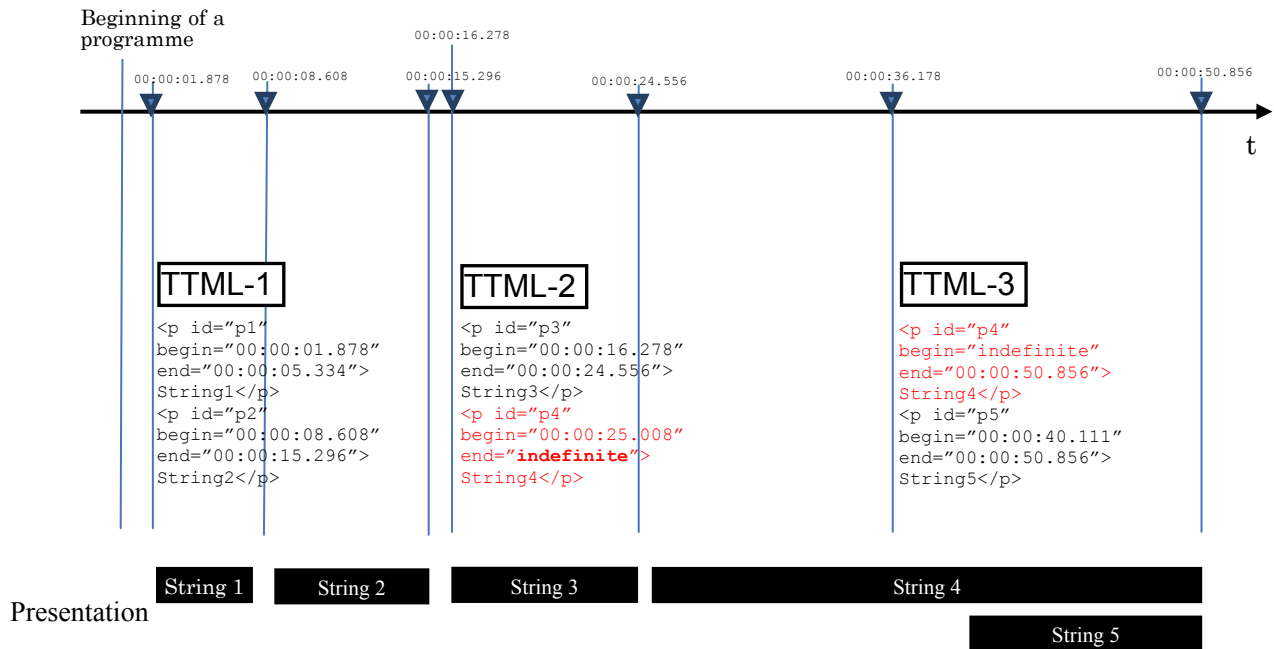 Beginning of a
programme
00:00:16.278
00:00:01.878
00:00:08.608
00:00:15.296
00:00:24.556
00:00:36.178
00:00:50.856
t
TTML-1
<p id=”p1”
begin=”00:00:01.878”
end=”00:00:05.334”>
String1</p>
<p id=”p2”
begin=”00:00:08.608”
end=”00:00:15.296”>
String2</p>
TTML-2
<p id=”p3”
begin=”00:00:16.278”
end=”00:00:24.556”>
String3</p>
<p id=”p4”
begin=”00:00:25.008”
end=”indefinite”>
String4</p>
TTML-3
<p id=”p4”
begin=”indefinite”
end=”00:00:50.856”>
String4</p>
<p id=”p5”
begin=”00:00:40.111”
end=”00:00:50.856”>
String5</p>
Presentation
String 1
String 2
String 3
String 4
String 5